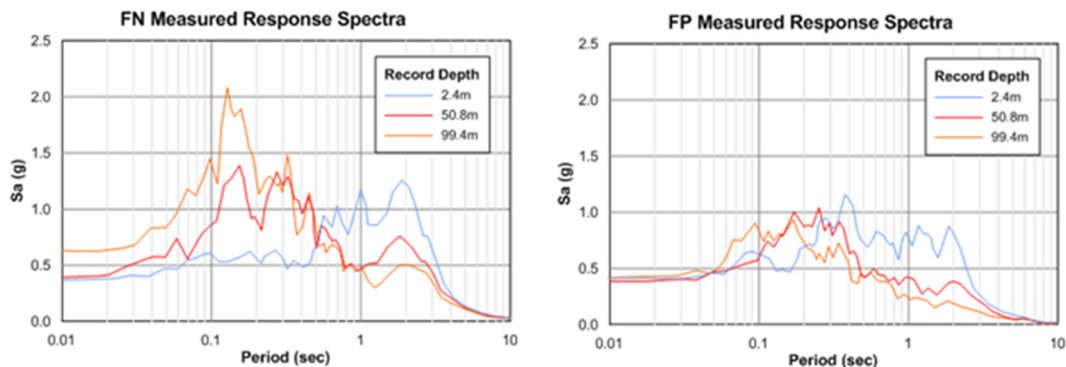 FN Measured Response Spectra
2.5
2.0
1.5
1.0
0.5
0.0
Sa (g)
Record Depth
2.4m
50.8m
99.4m
0.01 0.1 1 10
Period (sec)
FP Measured Response Spectra
2.5
2.0
1.5
1.0
0.5
0.0
Sa (g)
Record Depth
2.4m
50.8m
99.4m
0.01 0.1 1 10
Period (sec)